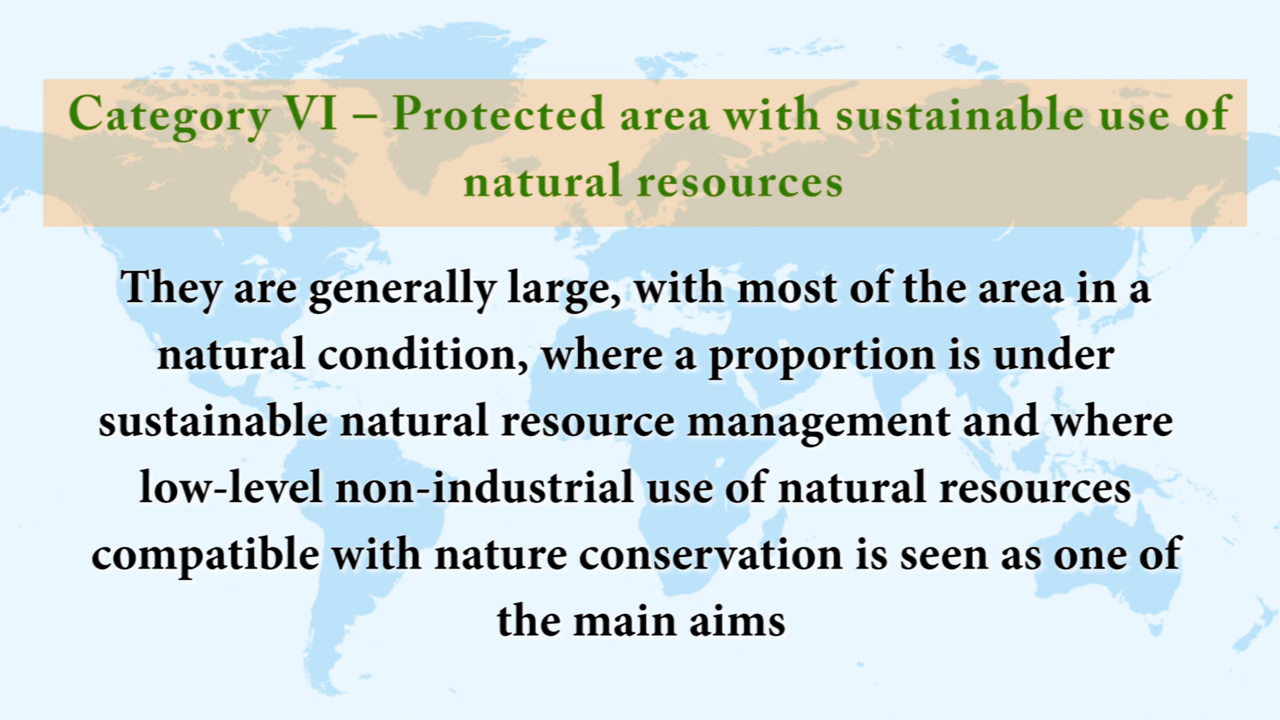 Category VI – Protected area with sustainable use of
natural resources
They are generally large, with most of the area in a
natural condition, where a proportion is under
sustainable natural resource management and where
low-level non-industrial use of natural resources
compatible with nature conservation is seen as one of
the main aims